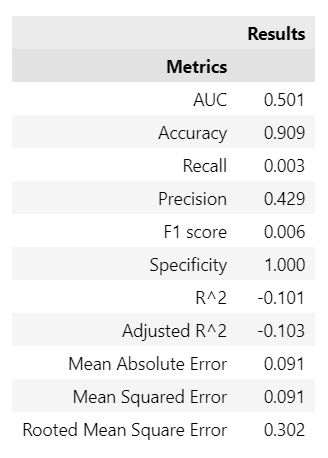 Results
Metrics
AUC 0.501
Accuracy 0.909
Recall 0.003
Precision 0.429
F1 score 0.006
Specificity 1.000
R^2 -0.101
Adjusted R^2 -0.103
Mean Absolute Error 0.091
Mean Squared Error 0.091
Rooted Mean Square Error 0.302